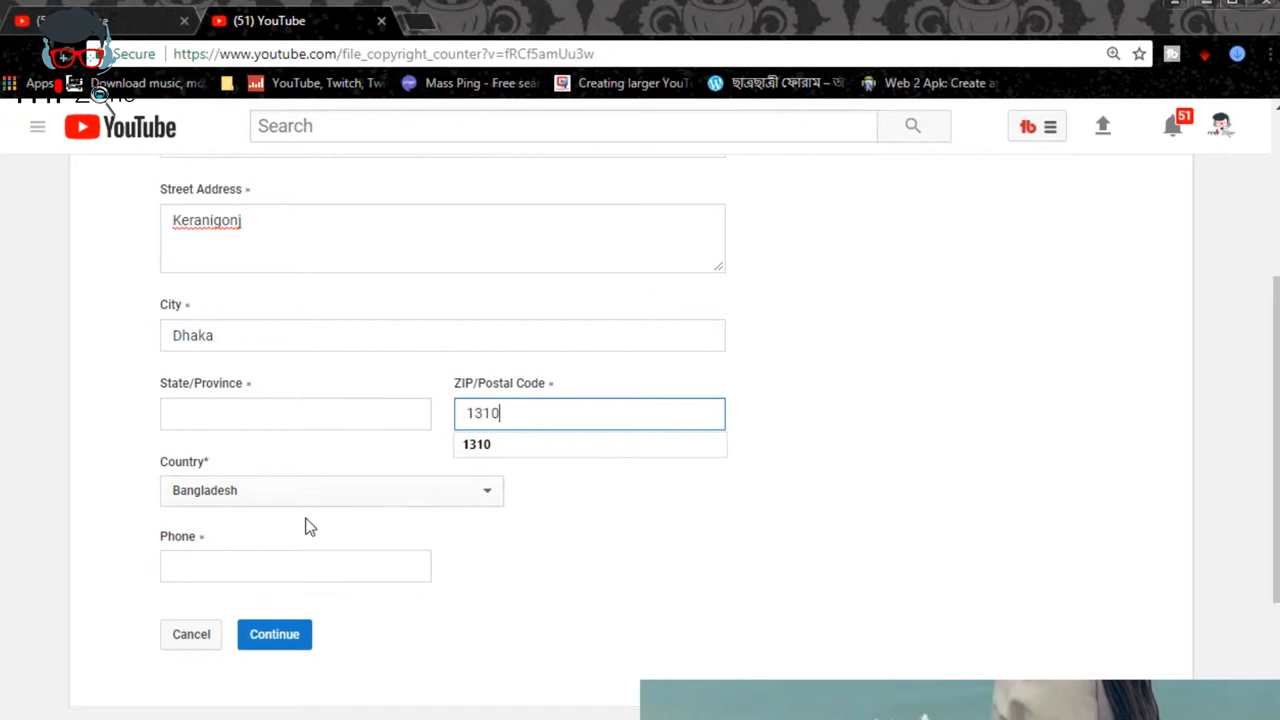 (51) YouTube
Secure https://www.youtube.com/file_copyright_counter?v=fRCf5amUu3w
Apps Download music, mo YouTube, Twitch, Tw Mass Ping - Free sea Creating larger YouT ছাত্রছাত্রী ফোরাম – Web 2 Apk: Create a
Zone
YouTube Search 51
Street Address *
Keranigonj
City *
Dhaka
State/Province * ZIP/Postal Code *
1310
1310
Country*
Bangladesh
Phone *
Cancel Continue